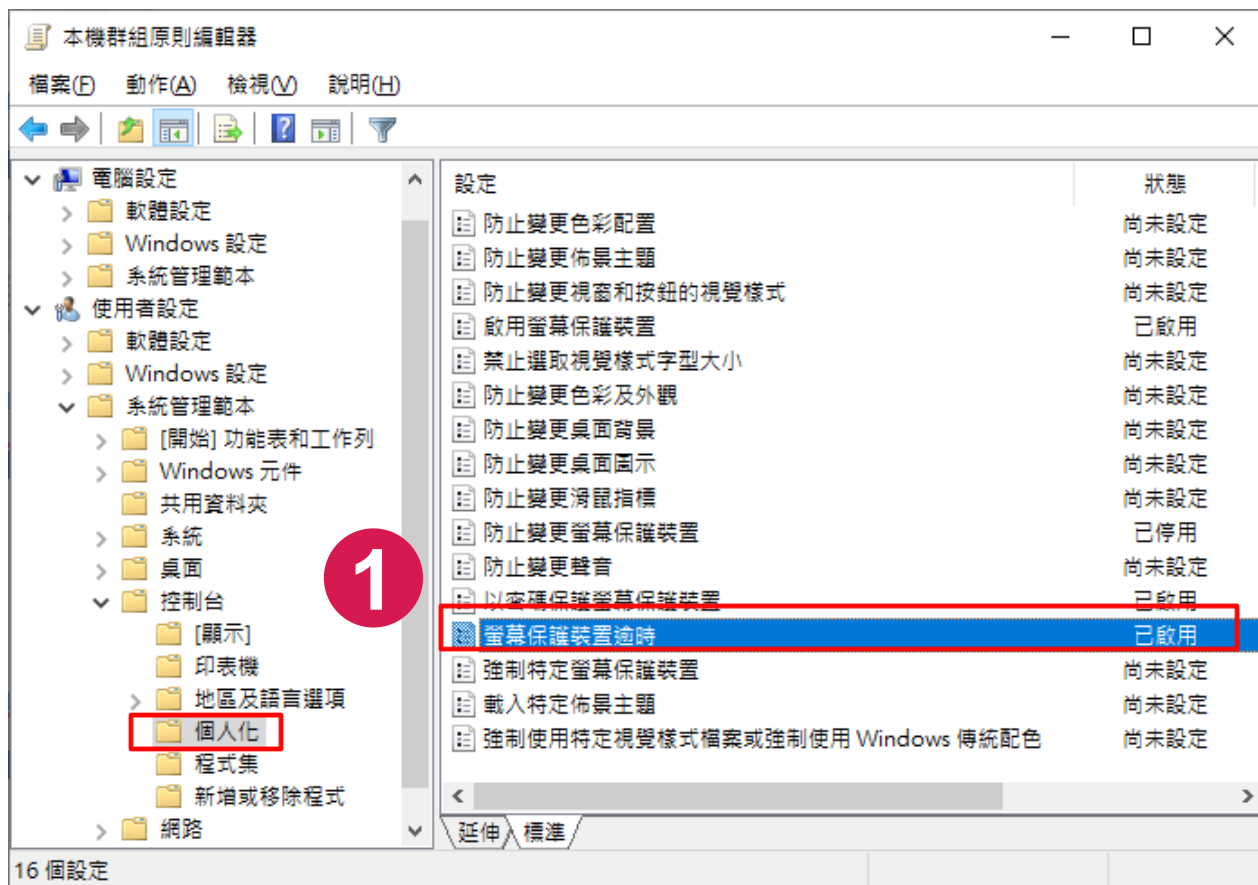 本機群組原則編輯器
檔案(F) 動作(A) 檢視(V) 說明(H)
電腦設定
軟體設定
Windows 設定
系統管理範本
使用者設定
軟體設定
Windows 設定
系統管理範本
[開始] 功能表和工作列
Windows 元件
共用資料夾
系統
桌面
控制台
[顯示]
印表機
地區及語言選項
個人化
程式集
新增或移除程式
網路
1
設定 狀態
防止變更色彩配置 尚未設定
防止變更佈景主題 尚未設定
防止變更視窗和按鈕的視覺樣式 尚未設定
啟用螢幕保護裝置 已啟用
禁止選取視覺樣式字型大小 尚未設定
防止變更色彩及外觀 尚未設定
防止變更桌面背景 尚未設定
防止變更桌面圖示 尚未設定
防止變更滑鼠指標 尚未設定
防止變更螢幕保護裝置 已停用
防止變更聲音 尚未設定
以密碼保護螢幕保護裝置 已啟用
螢幕保護裝置逾時 已啟用
強制特定螢幕保護裝置 尚未設定
載入特定佈景主題 尚未設定
強制使用特定視覺樣式檔案或強制使用 Windows 傳統配色 尚未設定
延伸 標準
16 個設定